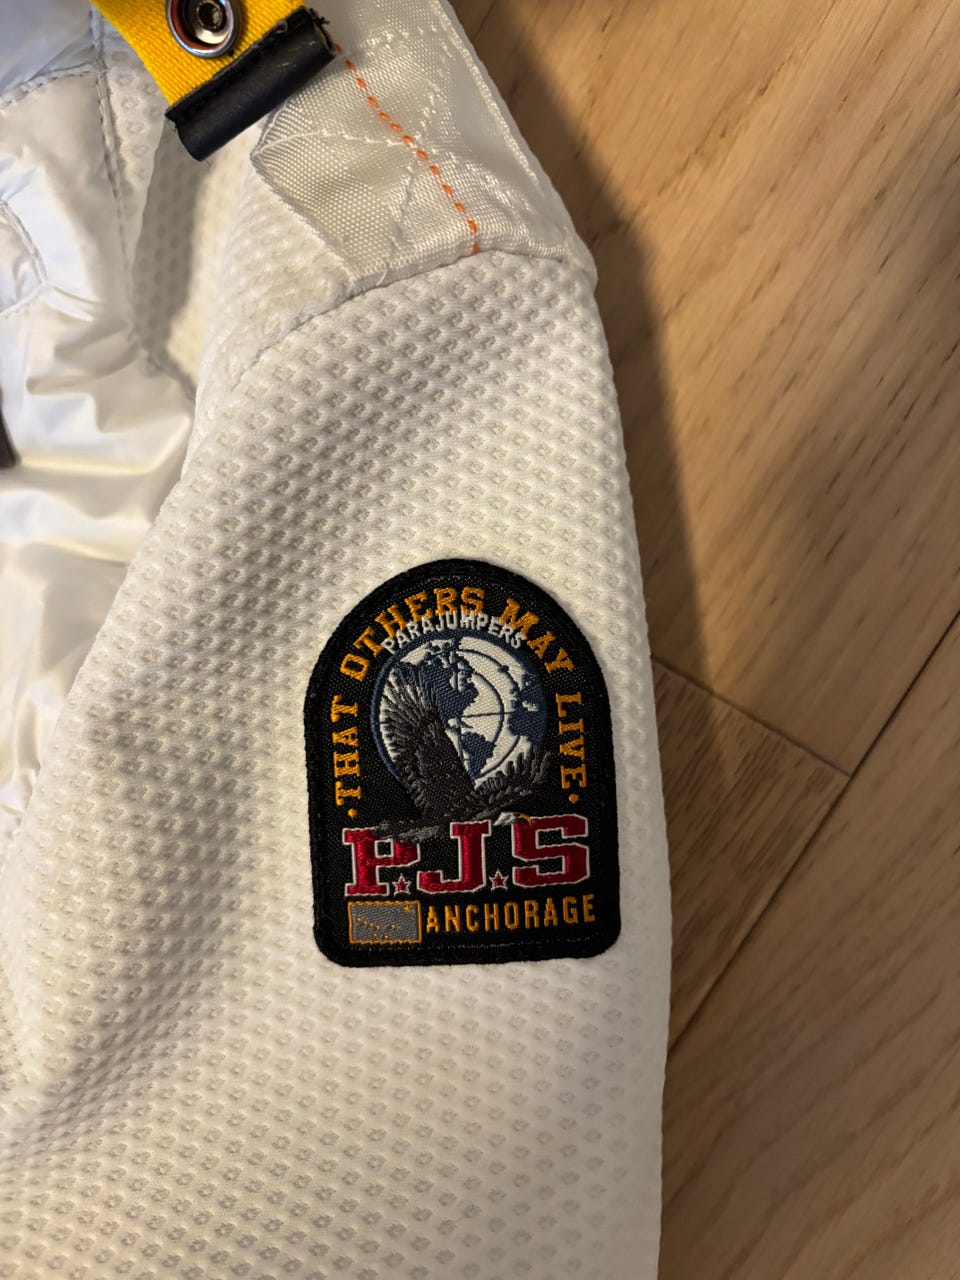 ·THAT OTHERS MAY LIVE·
PARAJUMPERS
P.J.S
ANCHORAGE